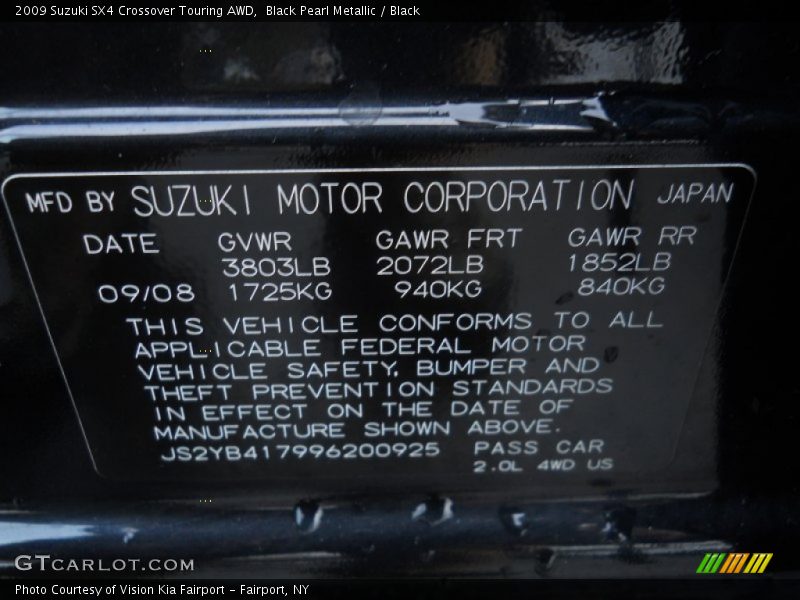 2009 Suzuki SX4 Crossover Touring AWD,  Black Pearl Metallic / Black
MFD BY SUZUKI MOTOR CORPORATION JAPAN
DATE GVWR GAWR FRT GAWR RR
3803LB 2072LB 1852LB
09/08 1725KG 940KG 840KG
THIS VEHICLE CONFORMS TO ALL
APPLICABLE FEDERAL MOTOR
VEHICLE SAFETY, BUMPER AND
THEFT PREVENTION STANDARDS
IN EFFECT ON THE DATE OF
MANUFACTURE SHOWN ABOVE.
JS2YB417996200925 PASS CAR
2.0L 4WD US
GTCARLOT.COM
Photo Courtesy of Vision Kia Fairport - Fairport, NY